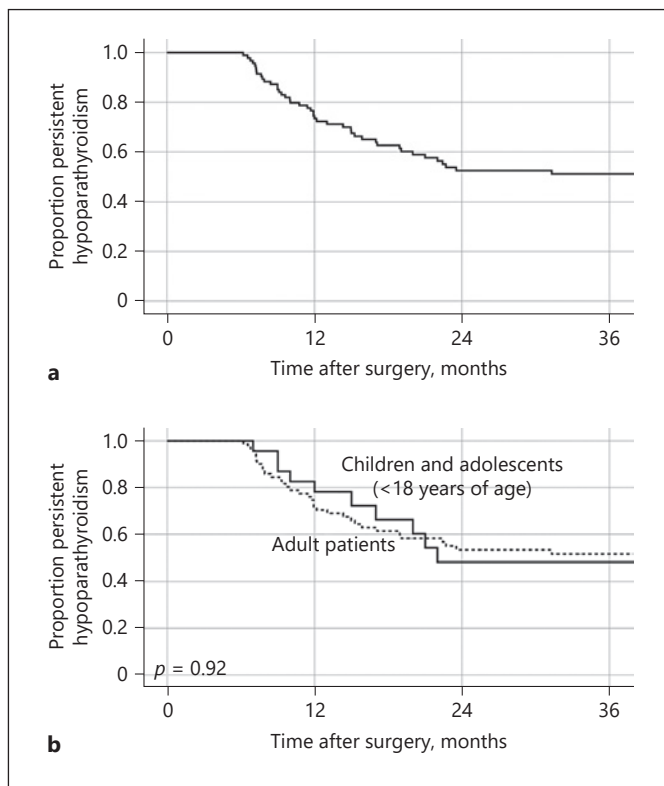 Proportion persistent
hypoparathyroidism
1.0
0.8
0.6
0.4
0.2
0
0
12
24
36
Time after surgery, months
a
Proportion persistent
hypoparathyroidism
1.0
0.8
0.6
0.4
0.2
0
Children and adolescents
(<18 years of age)
Adult patients
p = 0.92
0
12
24
36
Time after surgery, months
b